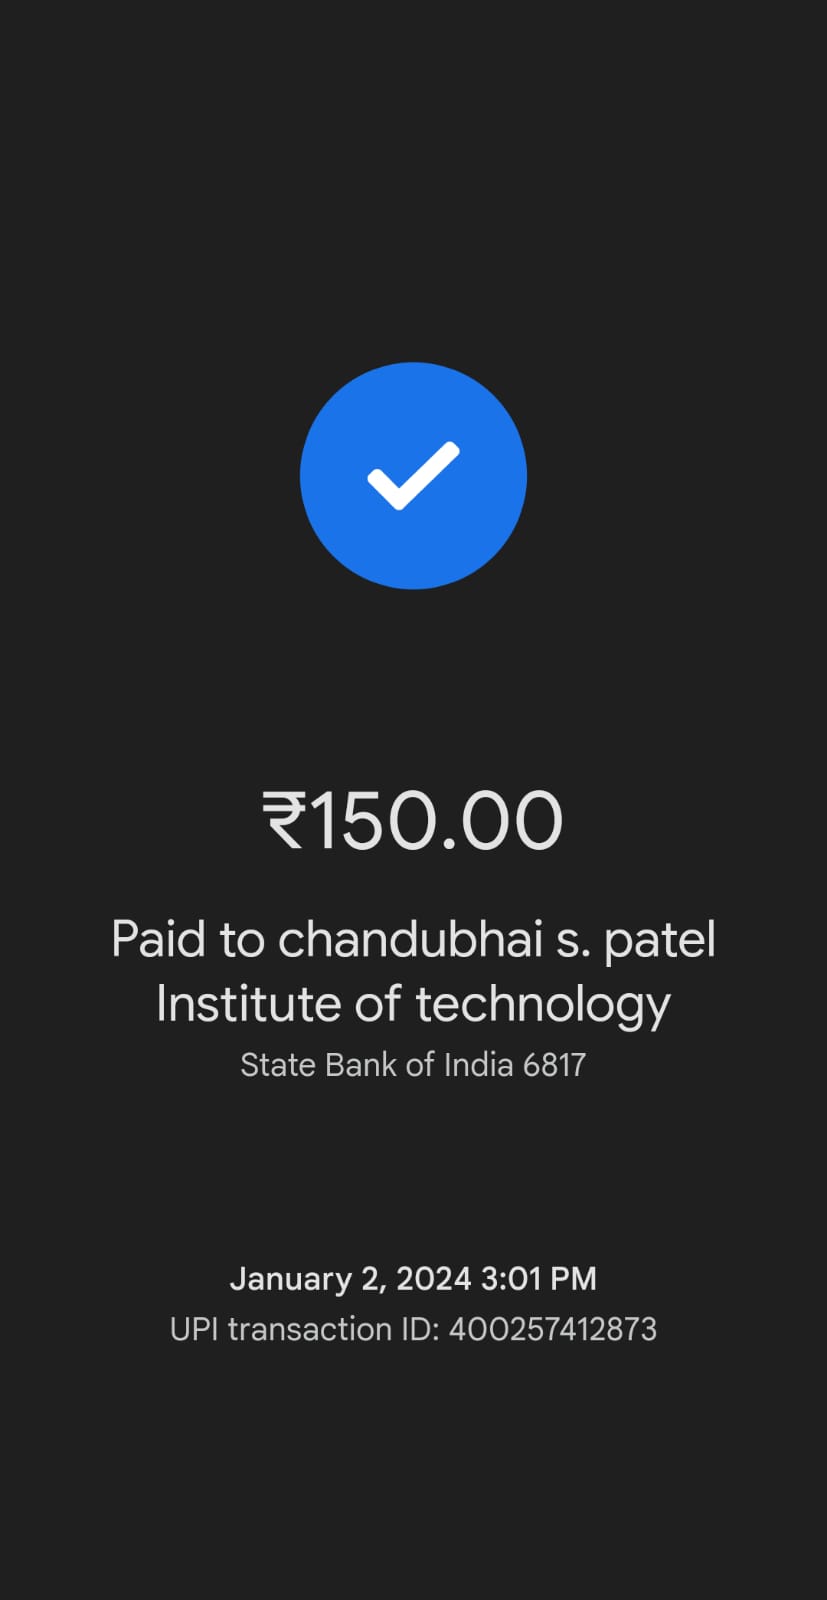 ₹150.00
Paid to chandubhai s. patel
Institute of technology
State Bank of India 6817
January 2, 2024 3:01 PM
UPI transaction ID: 400257412873